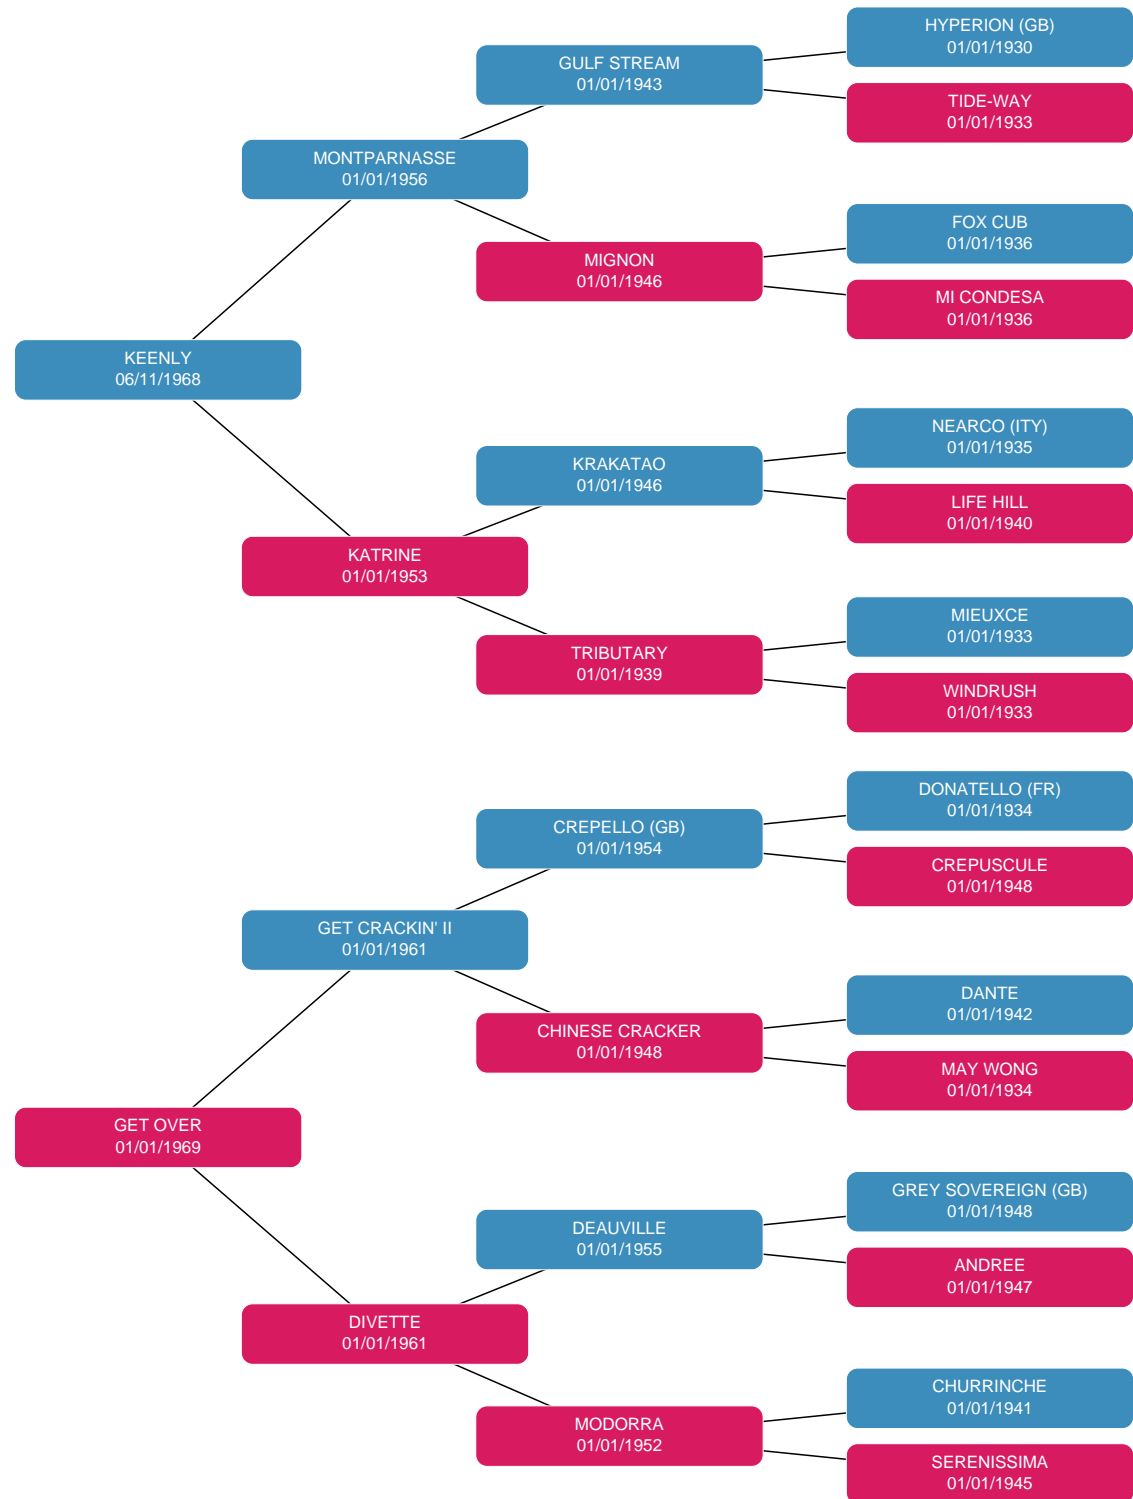 HYPERION (GB)
01/01/1930
GULF STREAM
01/01/1943
TIDE-WAY
01/01/1933
MONTPARNASSE
01/01/1956
FOX CUB
01/01/1936
MIGNON
01/01/1946
MI CONDESA
01/01/1936
KEENLY
06/11/1968
NEARCO (ITY)
01/01/1935
KRAKATAO
01/01/1946
LIFE HILL
01/01/1940
KATRINE
01/01/1953
MIEUXCE
01/01/1933
TRIBUTARY
01/01/1939
WINDRUSH
01/01/1933
DONATELLO (FR)
01/01/1934
CREPELLO (GB)
01/01/1954
CREPUSCULE
01/01/1948
GET CRACKIN' II
01/01/1961
DANTE
01/01/1942
CHINESE CRACKER
01/01/1948
MAY WONG
01/01/1934
GET OVER
01/01/1969
GREY SOVEREIGN (GB)
01/01/1948
DEAUVILLE
01/01/1955
ANDREE
01/01/1947
DIVETTE
01/01/1961
CHURRINCHE
01/01/1941
MODORRA
01/01/1952
SERENISSIMA
01/01/1945